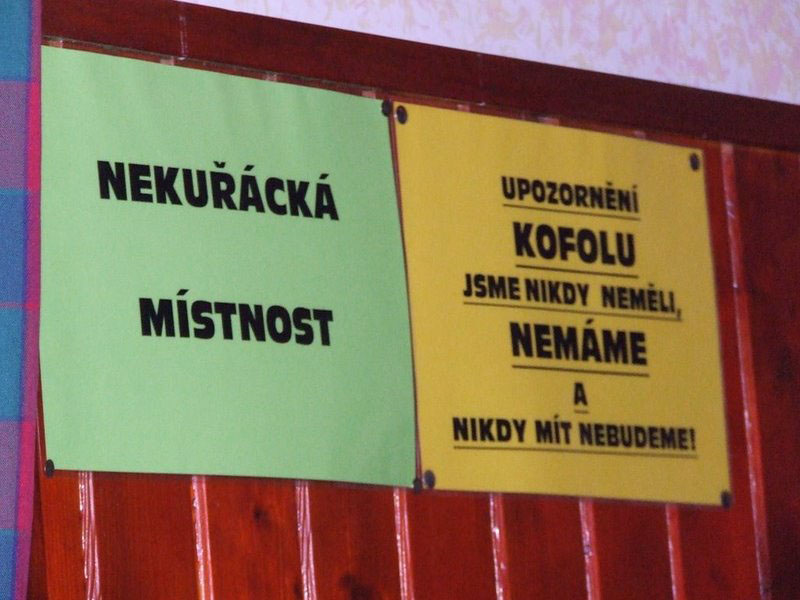 NEKUŘÁCKÁ
MÍSTNOST
UPOZORNĚNÍ
KOFOLU
JSME NIKDY NEMĚLI,
NEMÁME
A
NIKDY MÍT NEBUDEME!